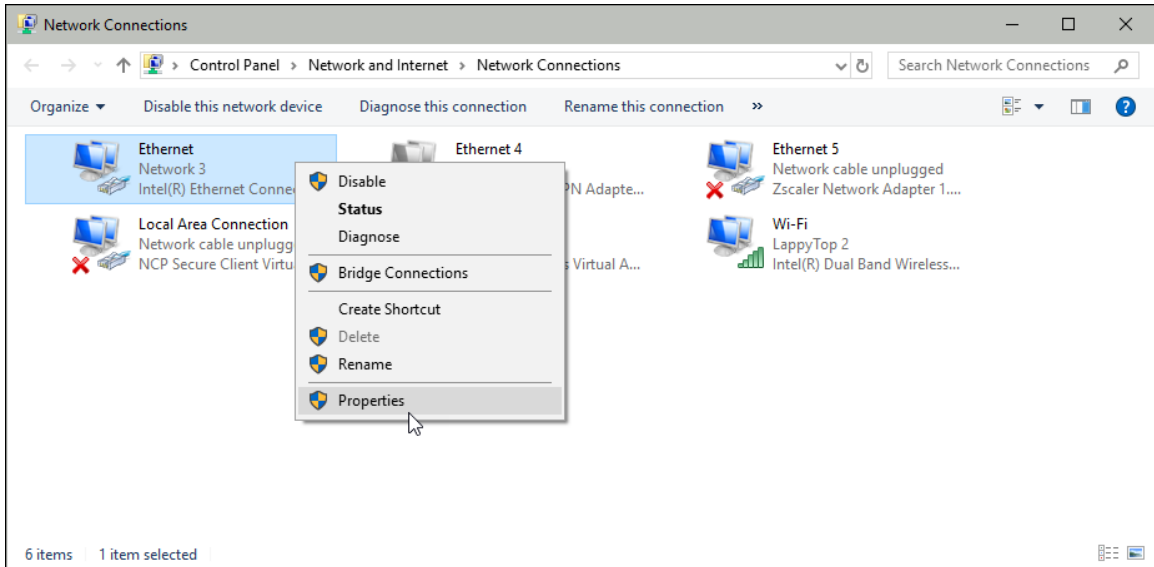 Network Connections
Control Panel > Network and Internet > Network Connections
Search Network Connections
Organize
Disable this network device
Diagnose this connection
Rename this connection
»
Ethernet
Network 3
Intel(R) Ethernet Conne
Ethernet 4
PN Adapte...
Ethernet 5
Network cable unplugged
Zscaler Network Adapter 1....
Local Area Connection
Network cable unplugg
NCP Secure Client Virtu
s Virtual A...
Wi-Fi
LappyTop 2
Intel(R) Dual Band Wireless...
Disable
Status
Diagnose
Bridge Connections
Create Shortcut
Delete
Rename
Properties
6 items
1 item selected